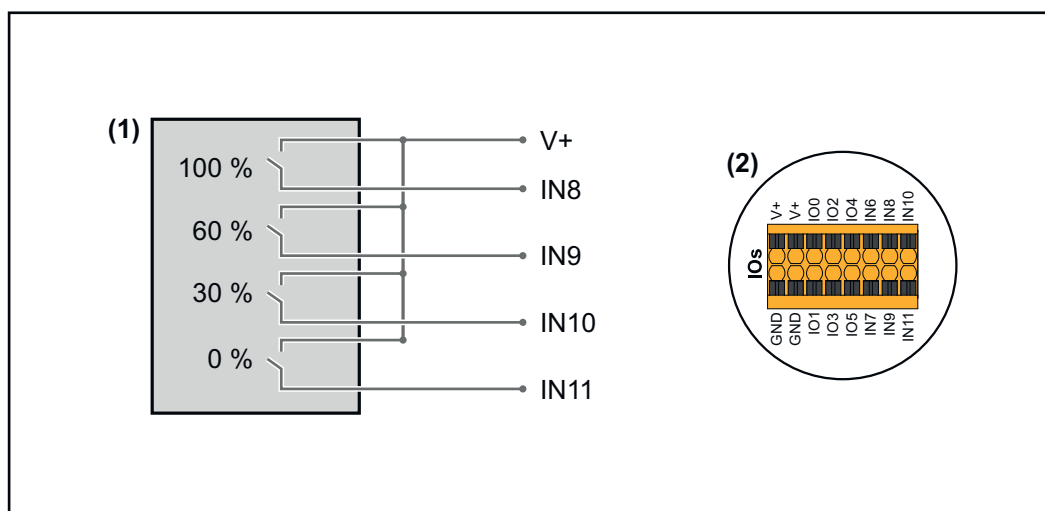 (1)
100 %
60 %
30 %
0 %
V+
IN8
IN9
IN10
IN11
(2)
V+ V+ IO0 IO2 IO4 IN6 IN8 IN10
IOs
GND GND IO1 IO3 IO5 IN7 IN9 IN11